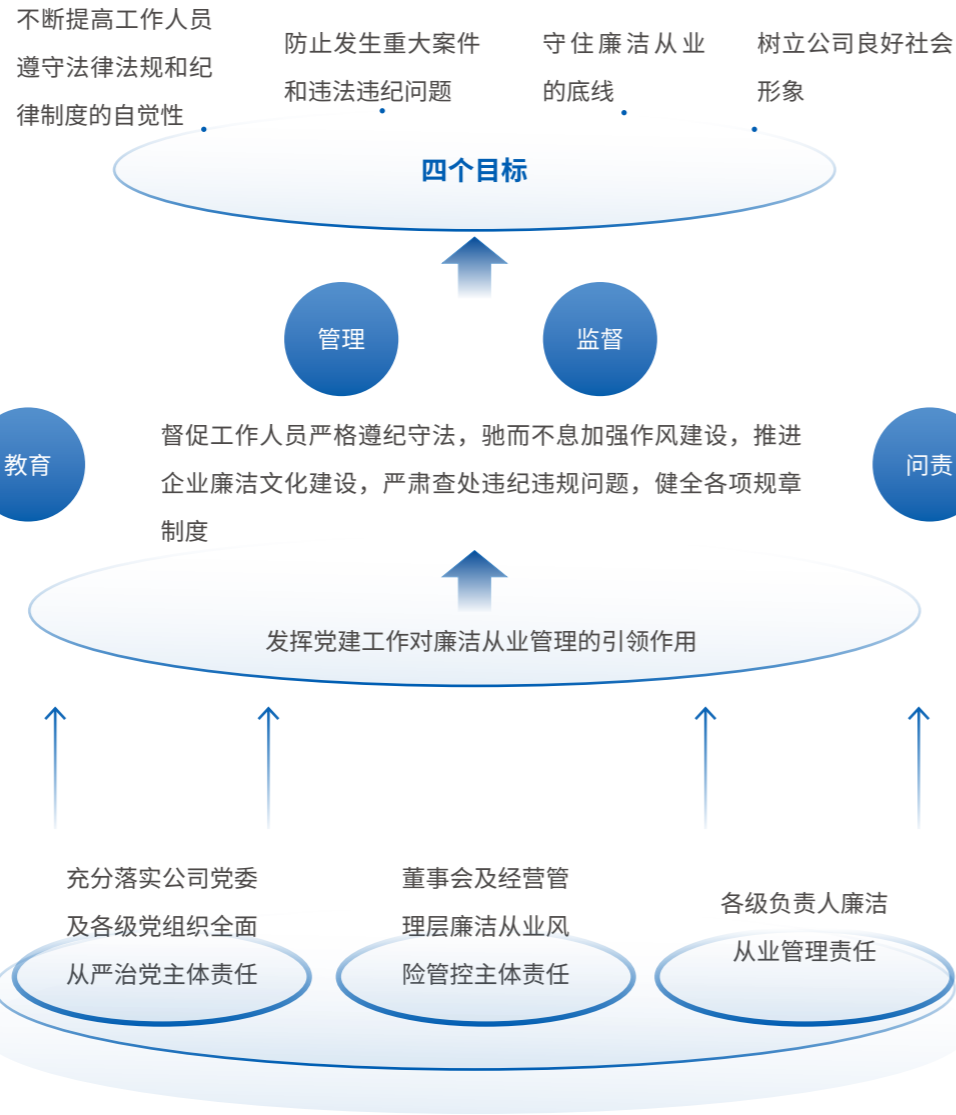 不断提高工作人员
遵守法律法规和纪
律制度的自觉性
防止发生重大案件
和违法违纪问题
守住廉洁从业
的底线
树立公司良好社会
形象
四个目标
管理
监督
教育
问责
督促工作人员严格遵纪守法，驰而不息加强作风建设，推进
企业廉洁文化建设，严肃查处违纪违规问题，健全各项规章
制度
发挥党建工作对廉洁从业管理的引领作用
充分落实公司党委
及各级党组织全面
从严治党主体责任
董事会及经营管
理层廉洁从业风
险管控主体责任
各级负责人廉洁
从业管理责任